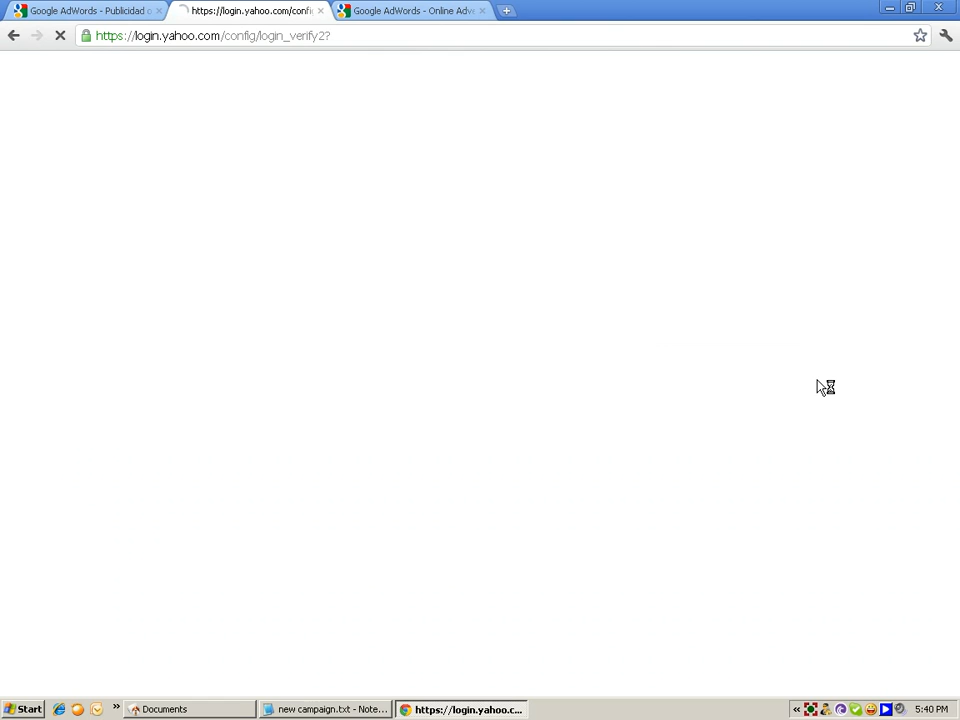 Google AdWords - Publicidad
https://login.yahoo.com/confi
Google AdWords - Online Adve
https://login.yahoo.com/config/login_verify2?
Start
Documents
new campaign.txt - Note...
https://login.yahoo.c...
5:40 PM